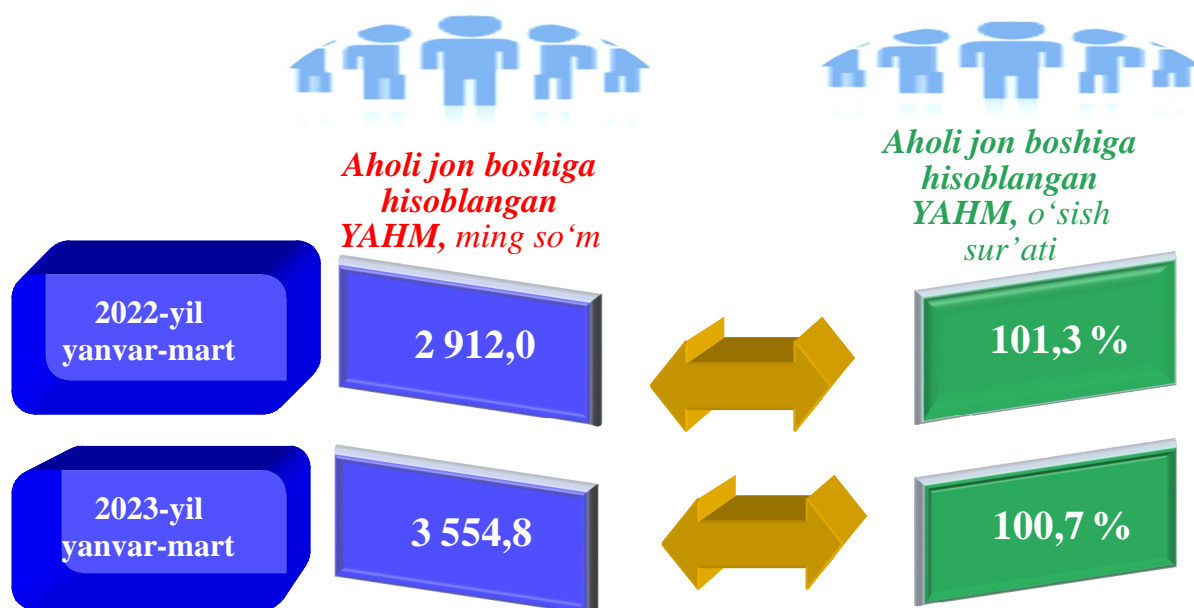 Aholi jon boshiga
hisoblangan
YAHM, ming so‘m
Aholi jon boshiga
hisoblangan
YAHM, o‘sish
sur’ati
2022-yil
yanvar-mart
2 912,0
101,3 %
2023-yil
yanvar-mart
3 554,8
100,7 %